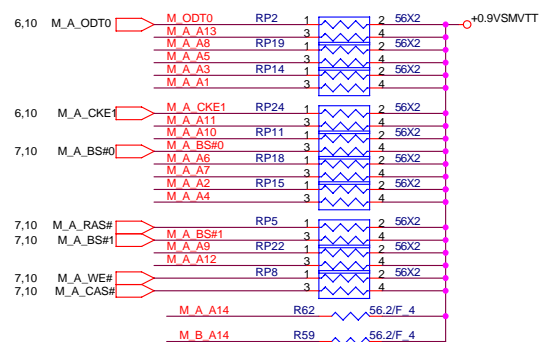 6,10 M_A_ODT0 M_ODT0 RP2 1 2 56X2 +0.9VSMVTT
M_A_A13 3 4
M_A_A8 RP19 1 2 56X2
M_A_A5 3 4
M_A_A3 RP14 1 2 56X2
M_A_A1 3 4
6,10 M_A_CKE1 M_A_CKE1 RP24 1 2 56X2
M_A_A11 3 4
M_A_A10 RP11 1 2 56X2
7,10 M_A_BS#0 M_A_BS#0 3 4
M_A_A6 RP18 1 2 56X2
M_A_A7 3 4
M_A_A2 RP15 1 2 56X2
M_A_A4 3 4
7,10 M_A_RAS# RP5 1 2 56X2
7,10 M_A_BS#1 M_A_BS#1 3 4
M_A_A9 RP22 1 2 56X2
M_A_A12 3 4
7,10 M_A_WE# RP8 1 2 56X2
7,10 M_A_CAS# 3 4
M_A_A14 R62 56.2/F_4
M_B_A14 R59 56.2/F_4